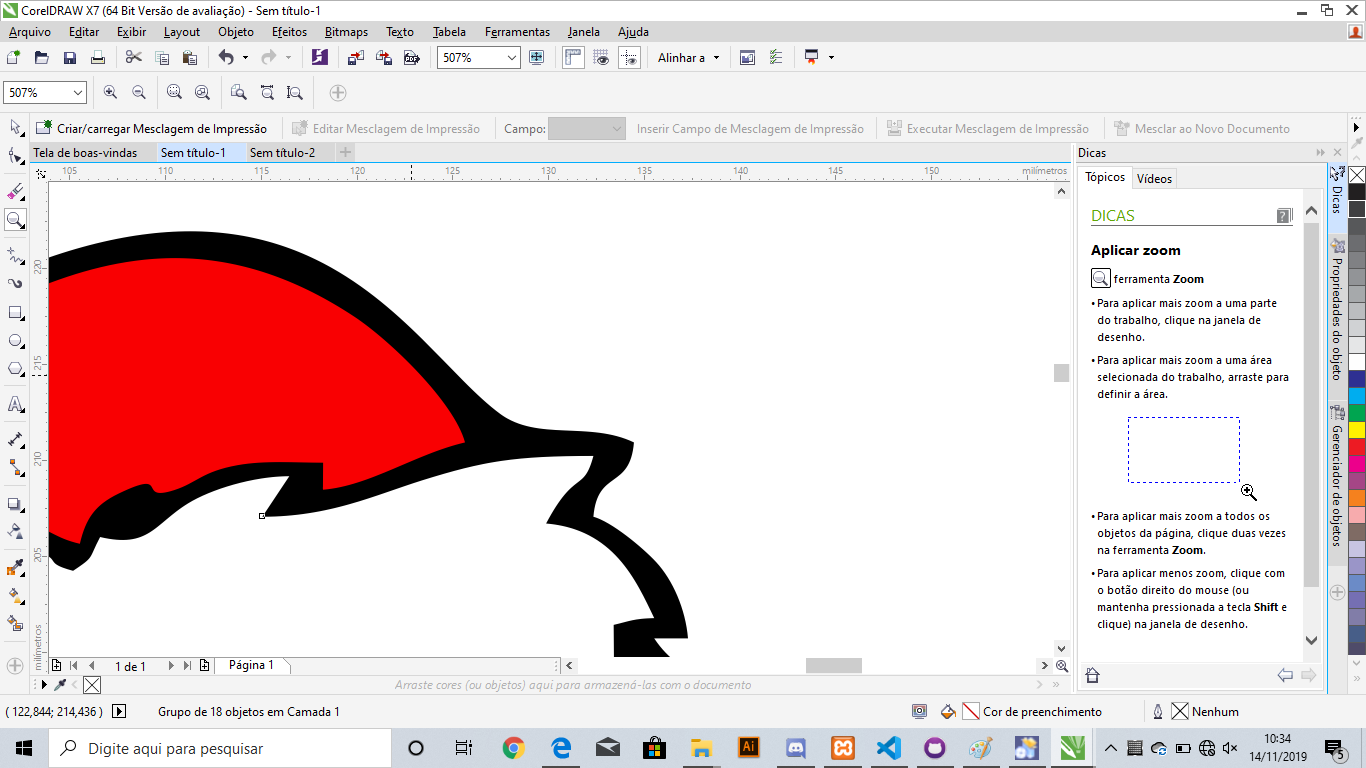 CorelDRAW X7 (64 Bit Versão de avaliação) - Sem título-1
Arquivo Editar Exibir Layout Objeto Efeitos Bitmaps Texto Tabela Ferramentas Janela Ajuda
507% Alinhar a
507%
Criar/carregar Mesclagem de Impressão Editar Mesclagem de Impressão Campo: Inserir Campo de Mesclagem de Impressão Executar Mesclagem de Impressão Mesclar ao Novo Documento
Tela de boas-vindas Sem título-1 Sem título-2
105 110 115 120 125 130 135 140 145 150 milímetros
220
215
210
205
milímetros
Dicas
Tópicos Vídeos
DICAS
Aplicar zoom
ferramenta Zoom
• Para aplicar mais zoom a uma parte
do trabalho, clique na janela de
desenho.
• Para aplicar mais zoom a uma área
selecionada do trabalho, arraste para
definir a área.
• Para aplicar mais zoom a todos os
objetos da página, clique duas vezes
na ferramenta Zoom.
• Para aplicar menos zoom, clique com
o botão direito do mouse (ou
mantenha pressionada a tecla Shift e
clique) na janela de desenho.
Dicas
Propriedades do objeto
Gerenciador de objetos
1 de 1 Página 1
Arraste cores (ou objetos) aqui para armazená-las com o documento
( 122,844; 214,436 ) Grupo de 18 objetos em Camada 1 Cor de preenchimento Nenhum
Digite aqui para pesquisar
Ai
10:34
14/11/2019
5